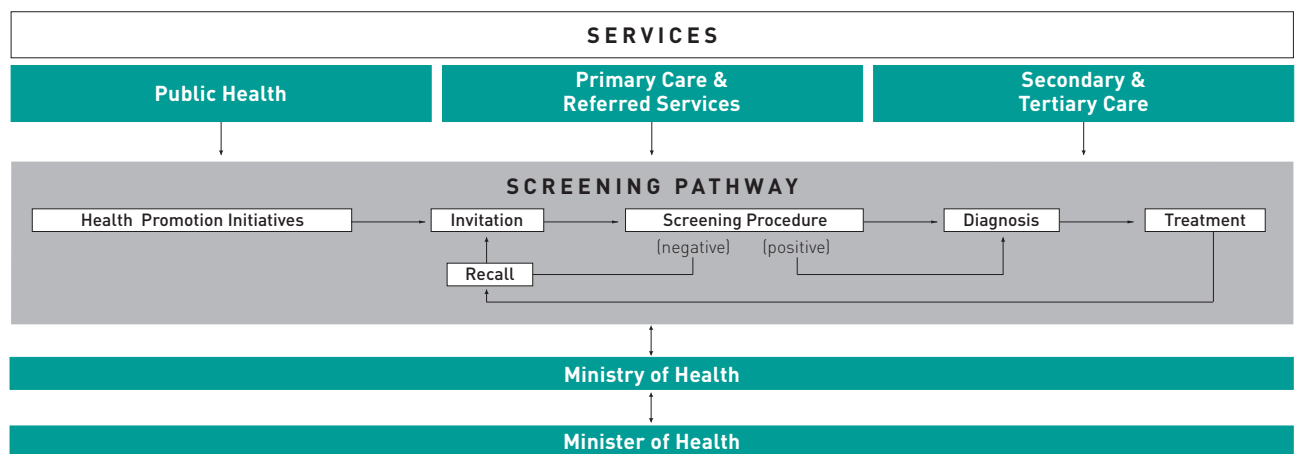 SERVICES
Public Health
Primary Care &
Referred Services
Secondary &
Tertiary Care
SCREENING PATHWAY
Health Promotion Initiatives
Invitation
Screening Procedure
Diagnosis
Treatment
(negative)
(positive)
Recall
Ministry of Health
Minister of Health